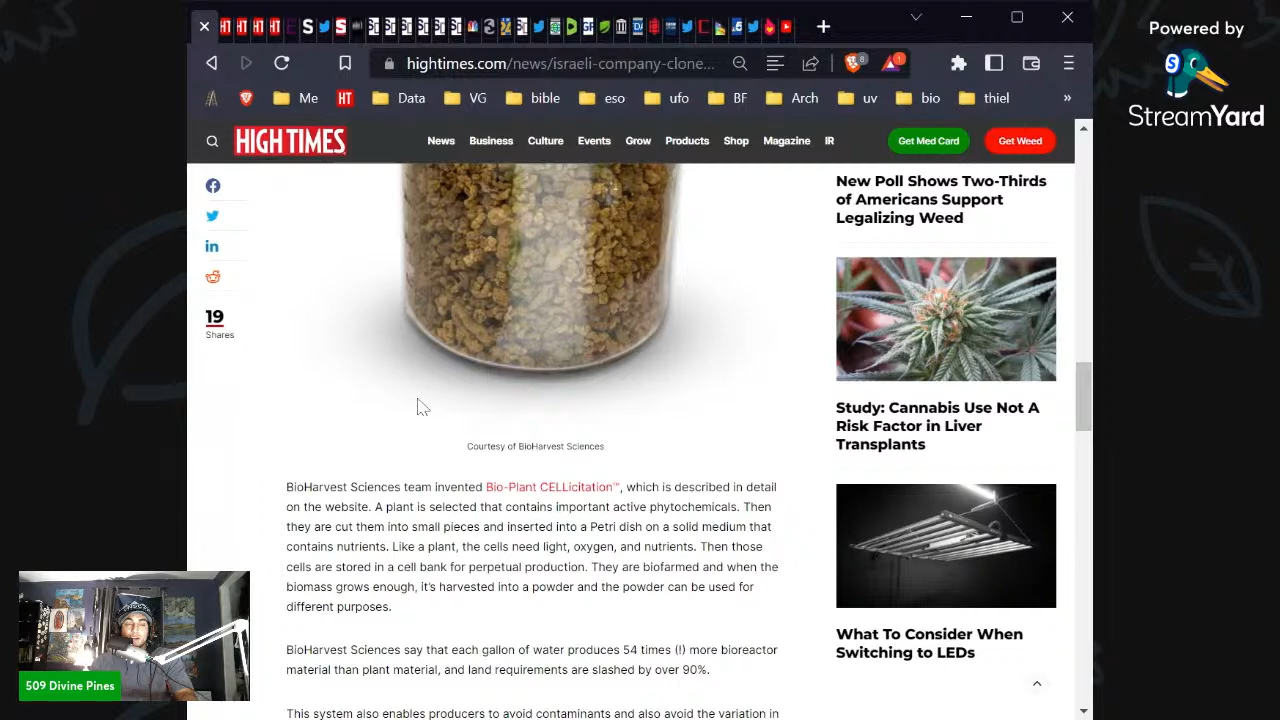 Powered by
StreamYard
hightimes.com/news/israeli-company-clone...
8
1
Me
HT
Data
VG
bible
eso
ufo
BF
Arch
uv
bio
thiel
»
HIGH TIMES
News
Business
Culture
Events
Grow
Products
Shop
Magazine
IR
Get Med Card
Get Weed
19
Shares
Courtesy of BioHarvest Sciences
BioHarvest Sciences team invented Bio-Plant CELLicitation™, which is described in detail
on the website. A plant is selected that contains important active phytochemicals. Then
they are cut them into small pieces and inserted into a Petri dish on a solid medium that
contains nutrients. Like a plant, the cells need light, oxygen, and nutrients. Then those
cells are stored in a cell bank for perpetual production. They are biofarmed and when the
biomass grows enough, it's harvested into a powder and the powder can be used for
different purposes.
BioHarvest Sciences say that each gallon of water produces 54 times (!) more bioreactor
material than plant material, and land requirements are slashed by over 90%.
This system also enables producers to avoid contaminants and also avoid the variation in
New Poll Shows Two-Thirds
of Americans Support
Legalizing Weed
Study: Cannabis Use Not A
Risk Factor in Liver
Transplants
What To Consider When
Switching to LEDs
509 Divine Pines